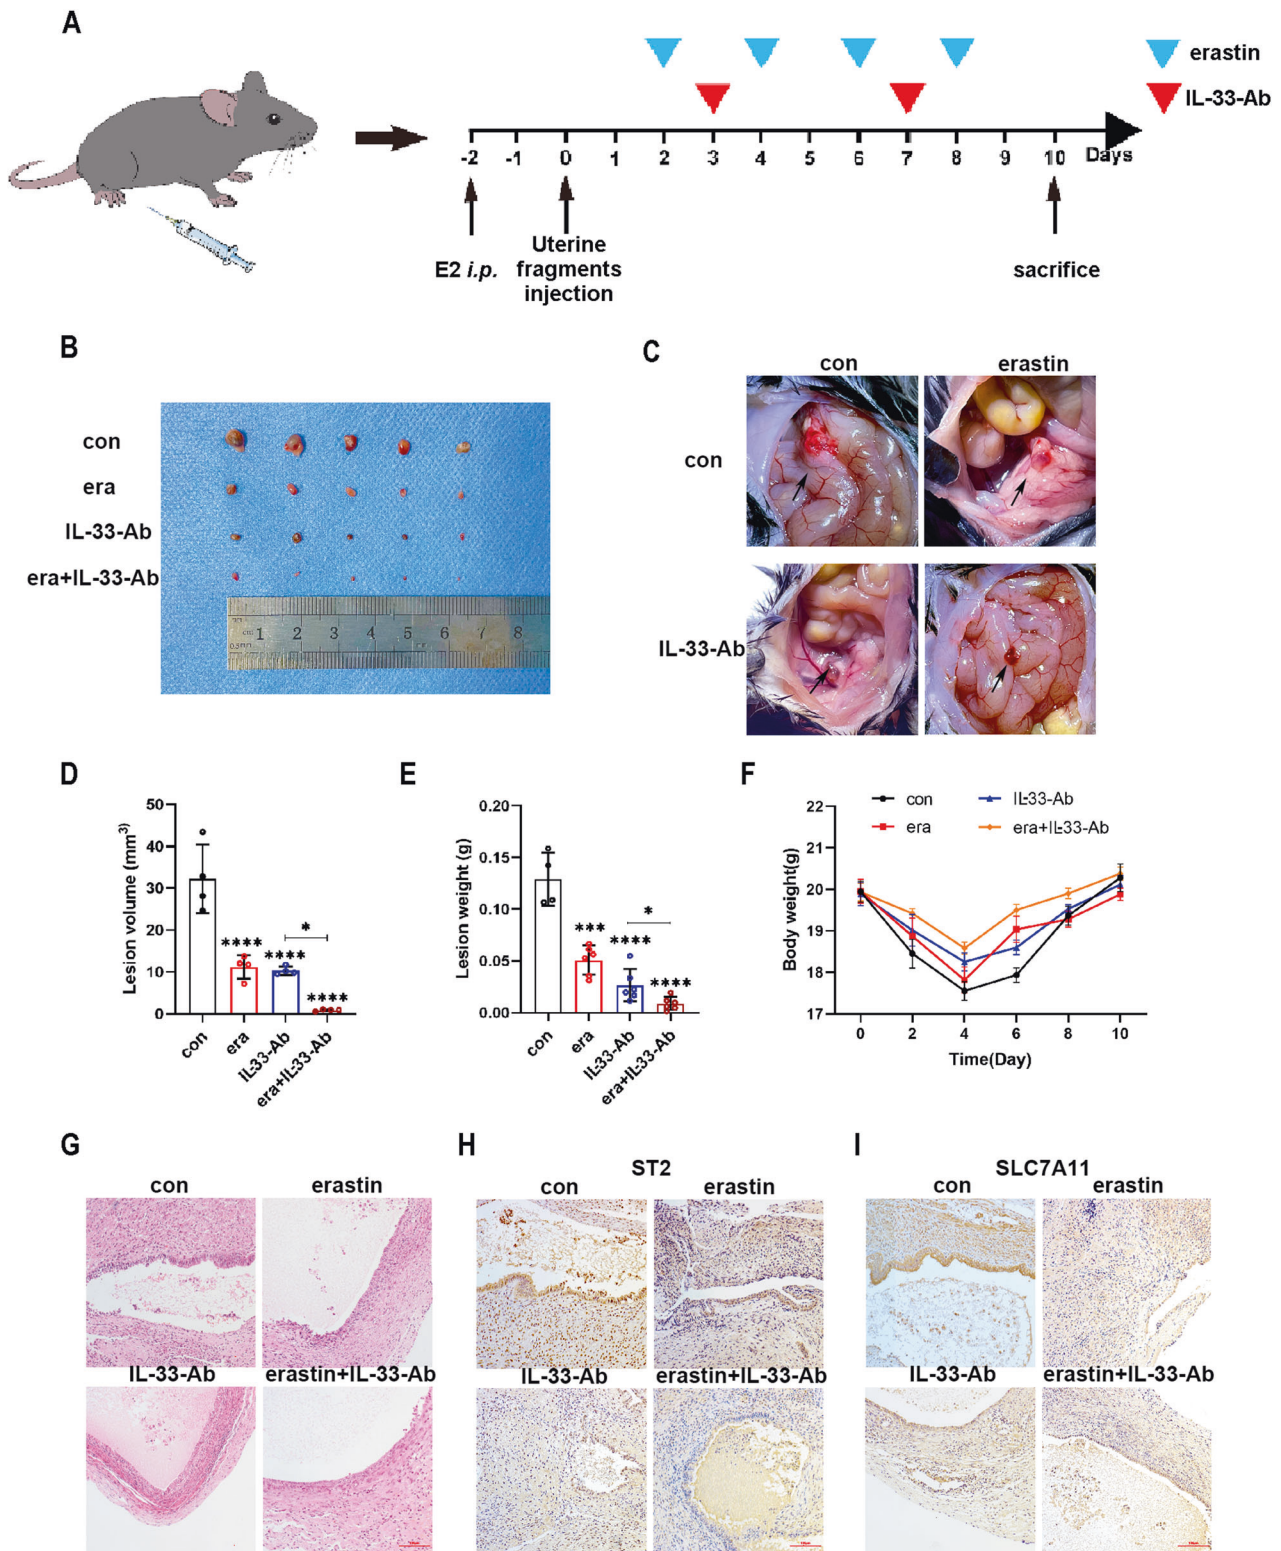 A
erastin
IL-33-Ab
-2 -1 0 1 2 3 4 5 6 7 8 9 10 Days
E2 i.p.
Uterine
fragments
injection
sacrifice
B
con
era
IL-33-Ab
era+IL-33-Ab
cm 1 2 3 4 5 6 7 8
0.5mm
C
con erastin
con
IL-33-Ab
D
Lesion volume (mm3)
50
40
30
20
10
0
**** **** * ****
con era IL-33-Ab era+IL-33-Ab
E
Lesion weight (g)
0.20
0.15
0.10
0.05
0.00
*** **** * ****
con era IL-33-Ab era+IL-33-Ab
F
con IL-33-Ab
era era+IL-33-Ab
Body weight(g)
22
21
20
19
18
17
0 2 4 6 8 10
Time(Day)
G
con erastin
IL-33-Ab erastin+IL-33-Ab
H
ST2
con erastin
IL-33-Ab erastin+IL-33-Ab
I
SLC7A11
con erastin
IL-33-Ab erastin+IL-33-Ab